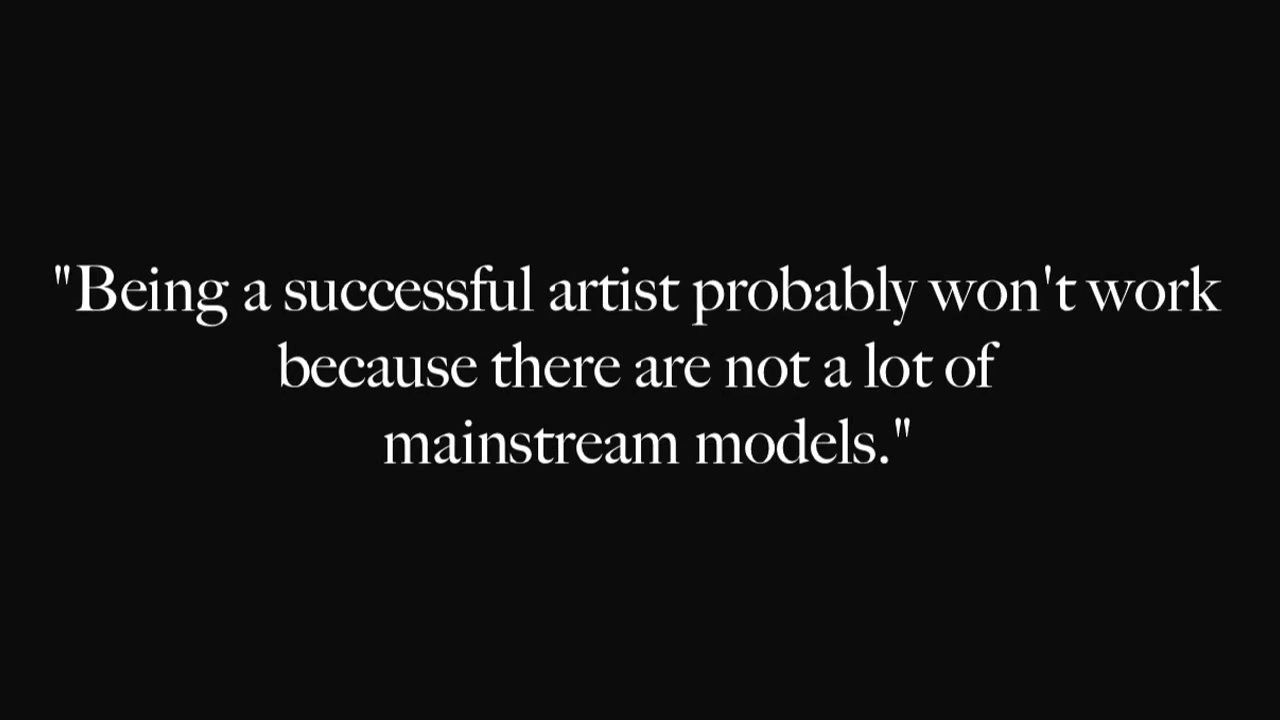 "Being a successful artist probably won't work
because there are not a lot of
mainstream models."